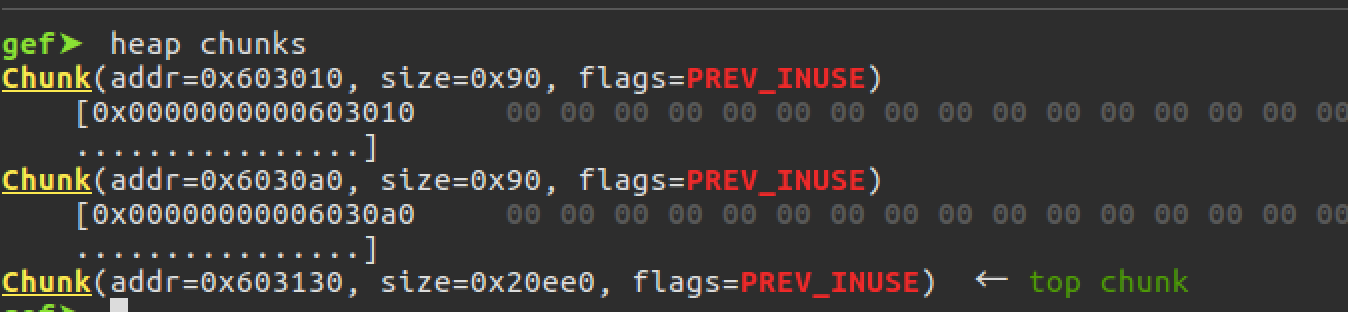 gef➤ heap chunks
Chunk(addr=0x603010, size=0x90, flags=PREV_INUSE)
[0x0000000000603010 00 00 00 00 00 00 00 00 00 00 00 00 00 00 00 00
................]
Chunk(addr=0x6030a0, size=0x90, flags=PREV_INUSE)
[0x00000000006030a0 00 00 00 00 00 00 00 00 00 00 00 00 00 00 00 00
................]
Chunk(addr=0x603130, size=0x20ee0, flags=PREV_INUSE) ← top chunk
gef➤